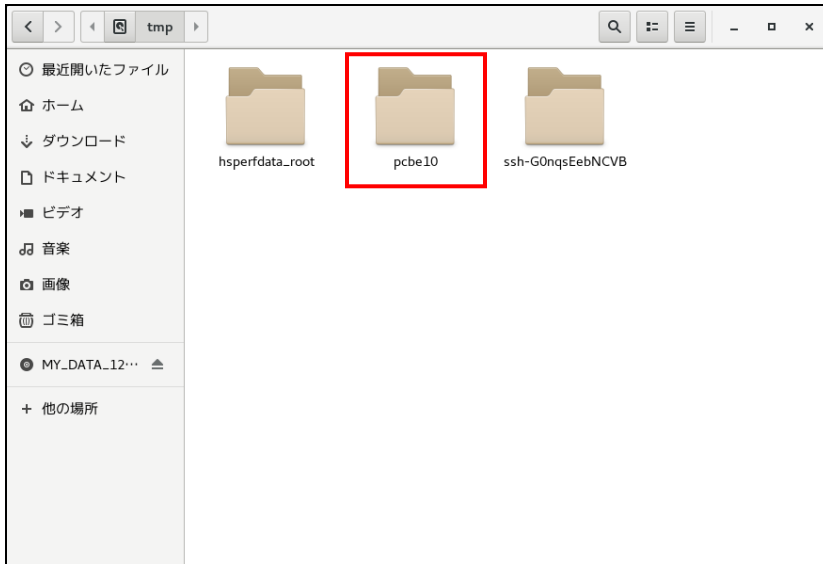 tmp
最近開いたファイル
ホーム
ダウンロード
ドキュメント
ビデオ
音楽
画像
ゴミ箱
MY_DATA_12…
他の場所
hsperfdata_root
pcbe10
ssh-G0nqsEebNCVB